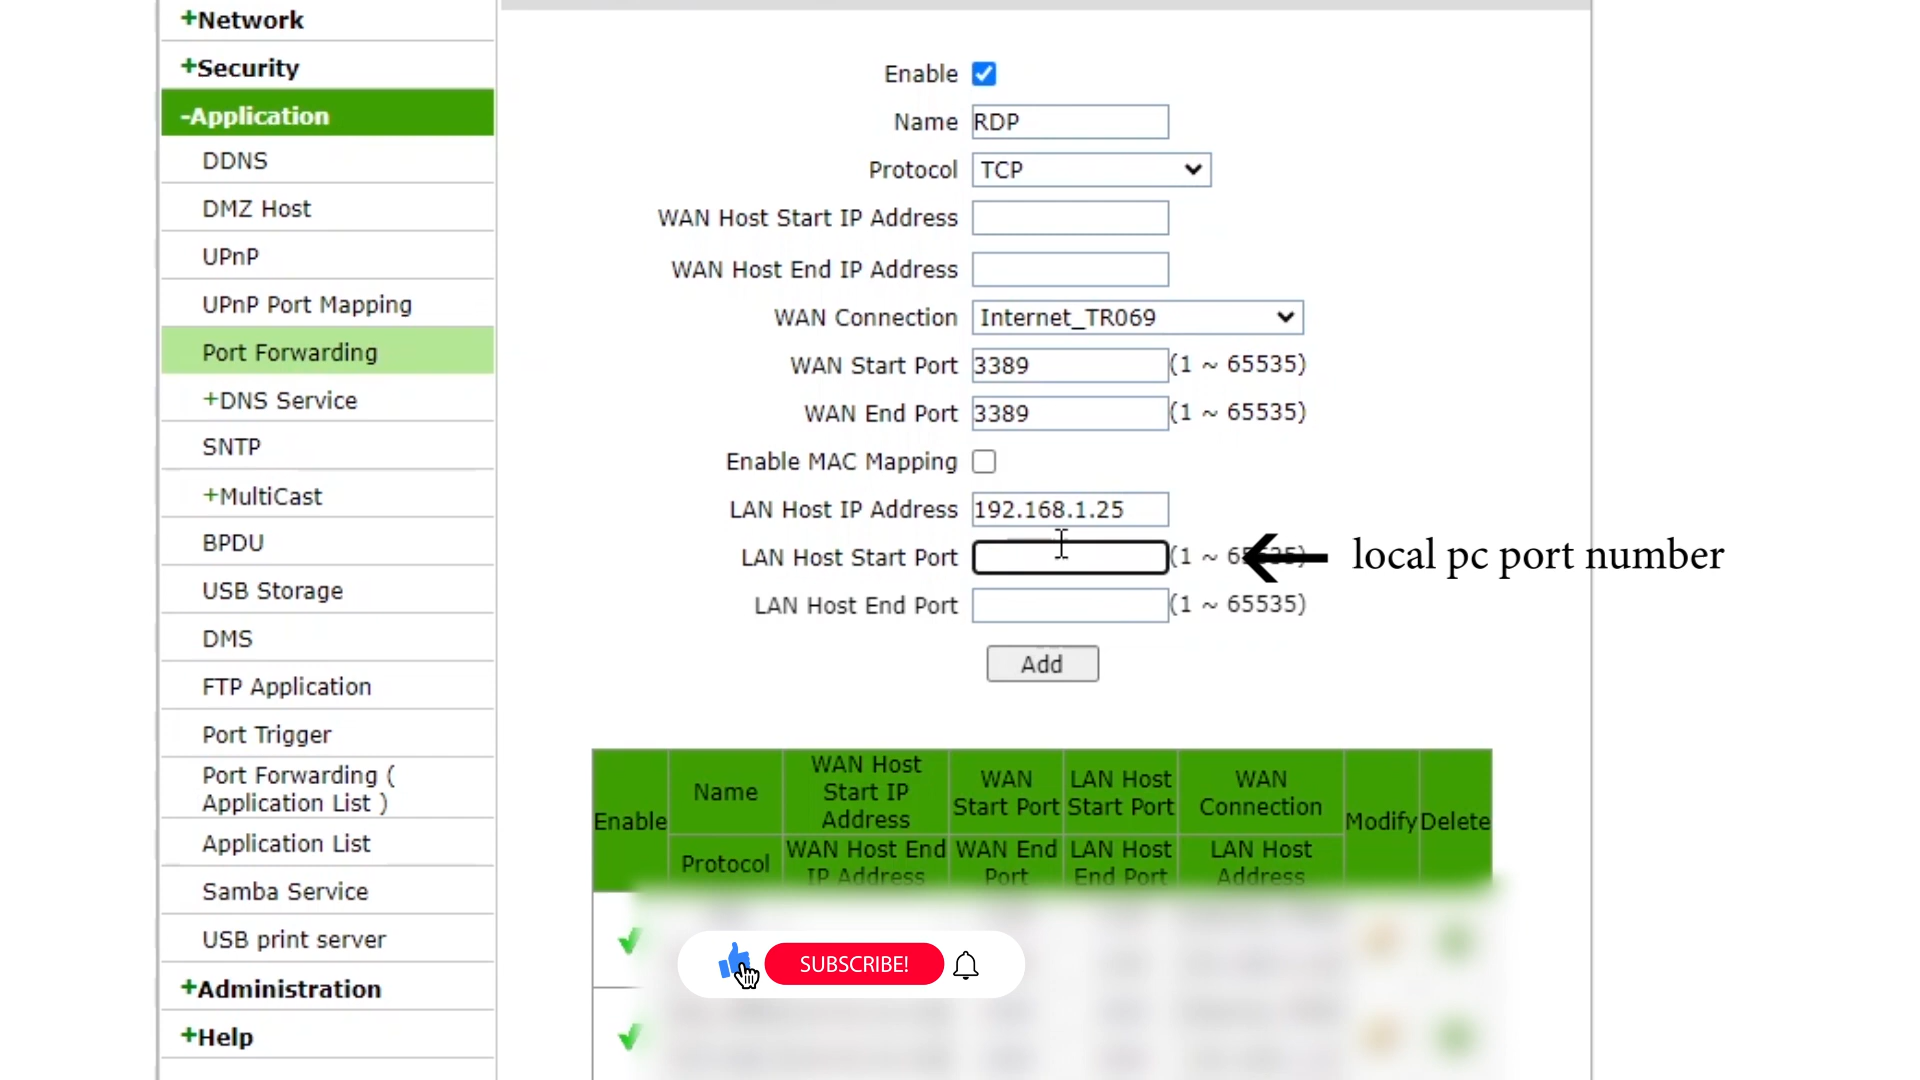 +Network
+Security
-Application
DDNS
DMZ Host
UPnP
UPnP Port Mapping
Port Forwarding
+DNS Service
SNTP
+MultiCast
BPDU
USB Storage
DMS
FTP Application
Port Trigger
Port Forwarding (
Application List )
Application List
Samba Service
USB print server
+Administration
+Help
Enable
Name RDP
Protocol TCP
WAN Host Start IP Address
WAN Host End IP Address
WAN Connection Internet_TR069
WAN Start Port 3389 (1 ~ 65535)
WAN End Port 3389 (1 ~ 65535)
Enable MAC Mapping
LAN Host IP Address 192.168.1.25
LAN Host Start Port (1 ~ 65535) local pc port number
LAN Host End Port (1 ~ 65535)
Add
Enable
Name
Protocol
WAN Host
Start IP
Address
WAN Host End
IP Address
WAN
Start Port
WAN End
Port
LAN Host
Start Port
LAN Host
End Port
WAN
Connection
LAN Host
Address
Modify
Delete
SUBSCRIBE!